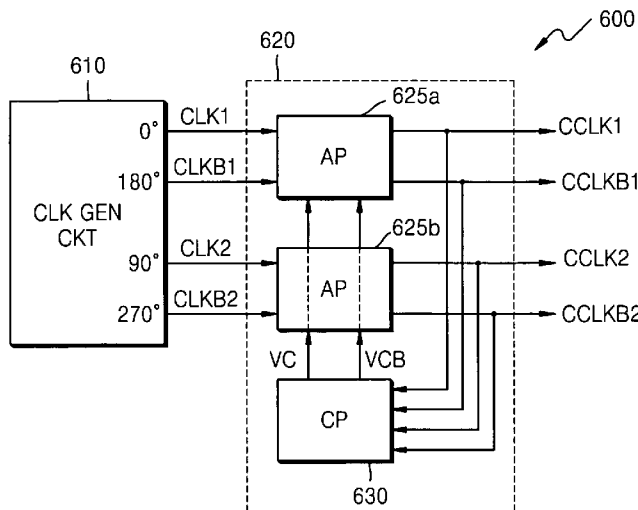 600
610
620
625a
0°
CLK1
AP
CCLK1
180°
CLKB1
CCLKB1
CLK GEN
CKT
625b
90°
CLK2
AP
CCLK2
270°
CLKB2
CCLKB2
VC
VCB
CP
630